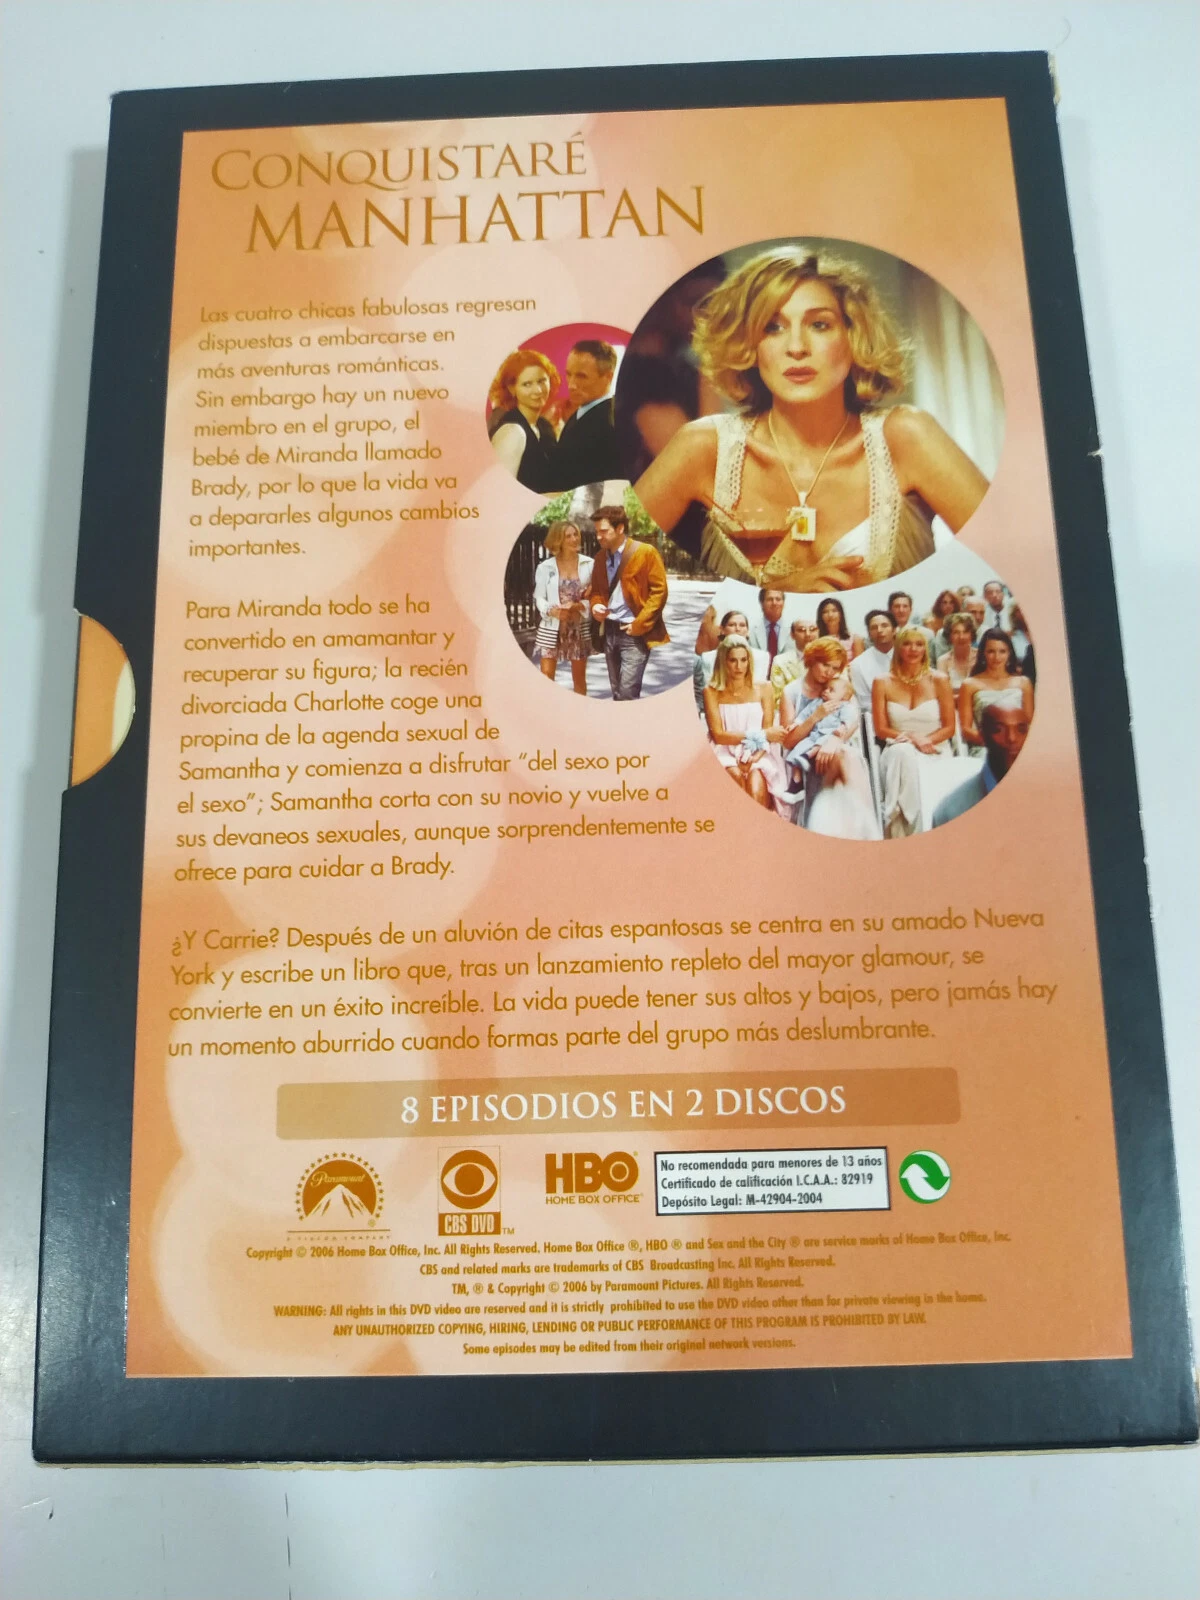 CONQUISTARÉ
MANHATTAN
Las cuatro chicas fabulosas regresan
dispuestas a embarcarse en
más aventuras románticas.
Sin embargo hay un nuevo
miembro en el grupo, el
bebé de Miranda llamado
Brady, por lo que la vida va
a depararles algunos cambios
importantes.
Para Miranda todo se ha
convertido en amamantar y
recuperar su figura; la recién
divorciada Charlotte coge una
propina de la agenda sexual de
Samantha y comienza a disfrutar "del sexo por
el sexo"; Samantha corta con su novio y vuelve a
sus devaneos sexuales, aunque sorprendentemente se
ofrece para cuidar a Brady.
¿Y Carrie? Después de un aluvión de citas espantosas se centra en su amado Nueva
York y escribe un libro que, tras un lanzamiento repleto del mayor glamour, se
convierte en un éxito increíble. La vida puede tener sus altos y bajos, pero jamás hay
un momento aburrido cuando formas parte del grupo más deslumbrante.
8 EPISODIOS EN 2 DISCOS
Paramount
CBS DVD TM
HBO®
HOME BOX OFFICE®
No recomendada para menores de 13 años
Certificado de calificación I.C.A.A.: 82919
Depósito Legal: M-42904-2004
Copyright © 2006 Home Box Office, Inc. All Rights Reserved. Home Box Office ®, HBO ® and Sex and the City ® are service marks of Home Box Office, Inc.
CBS and related marks are trademarks of CBS Broadcasting Inc. All Rights Reserved.
TM, ® & Copyright © 2006 by Paramount Pictures. All Rights Reserved.
WARNING: All rights in this DVD video are reserved and it is strictly prohibited to use the DVD video other than for private viewing in the home.
ANY UNAUTHORIZED COPYING, HIRING, LENDING OR PUBLIC PERFORMANCE OF THIS PROGRAM IS PROHIBITED BY LAW.
Some episodes may be edited from their original network versions.